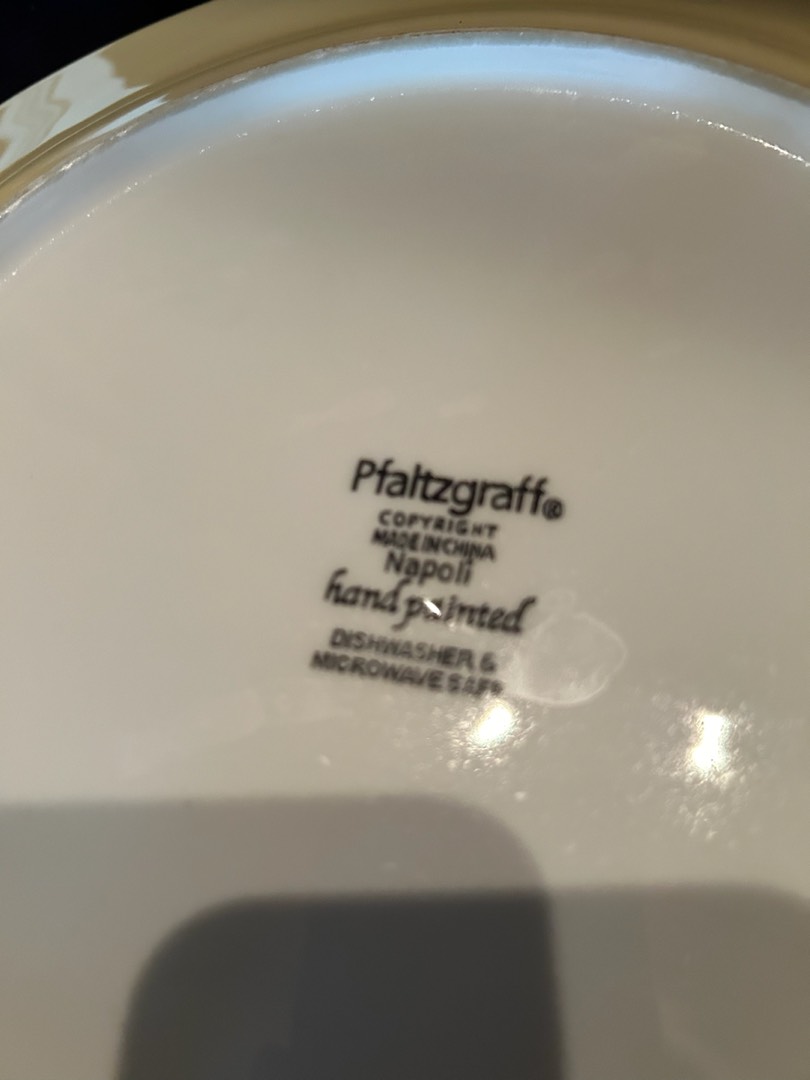 Pfaltzgraff®
COPYRIGHT
MADE IN CHINA
Napoli
hand painted
DISHWASHER &
MICROWAVE SAFE